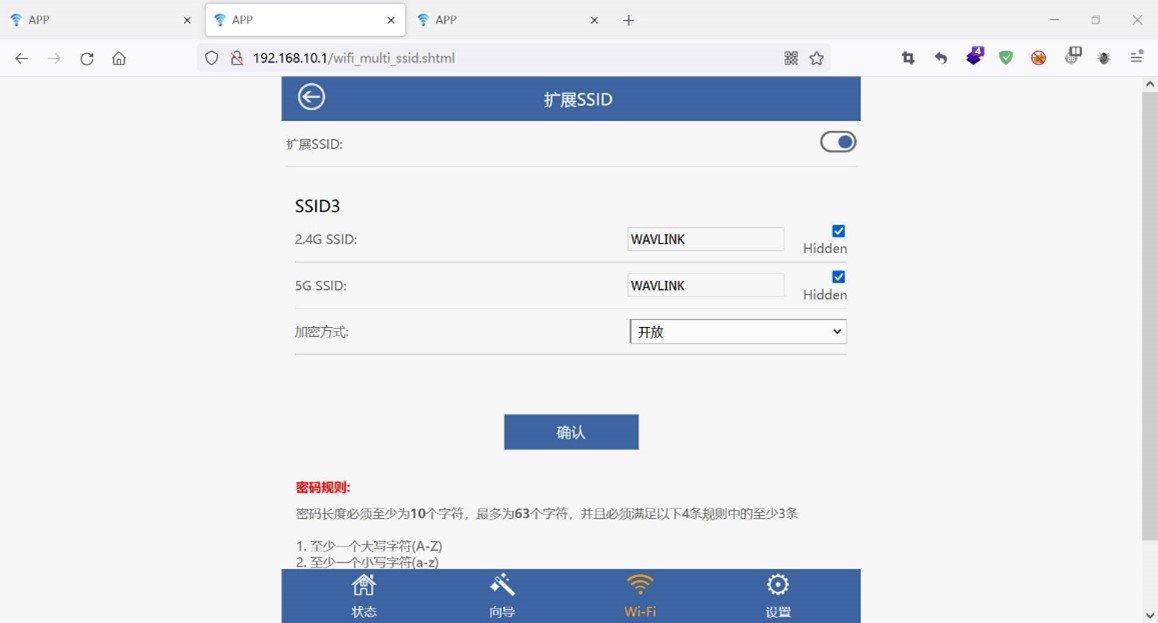 APP
APP
APP
192.168.10.1/wifi_multi_ssid.shtml
4
扩展SSID
扩展SSID:
SSID3
2.4G SSID:
WAVLINK
Hidden
5G SSID:
WAVLINK
Hidden
加密方式:
开放
确认
密码规则:
密码长度必须至少为10个字符，最多为63个字符，并且必须满足以下4条规则中的至少3条
1. 至少一个大写字符(A-Z)
2. 至少一个小写字符(a-z)
状态
向导
Wi-Fi
设置